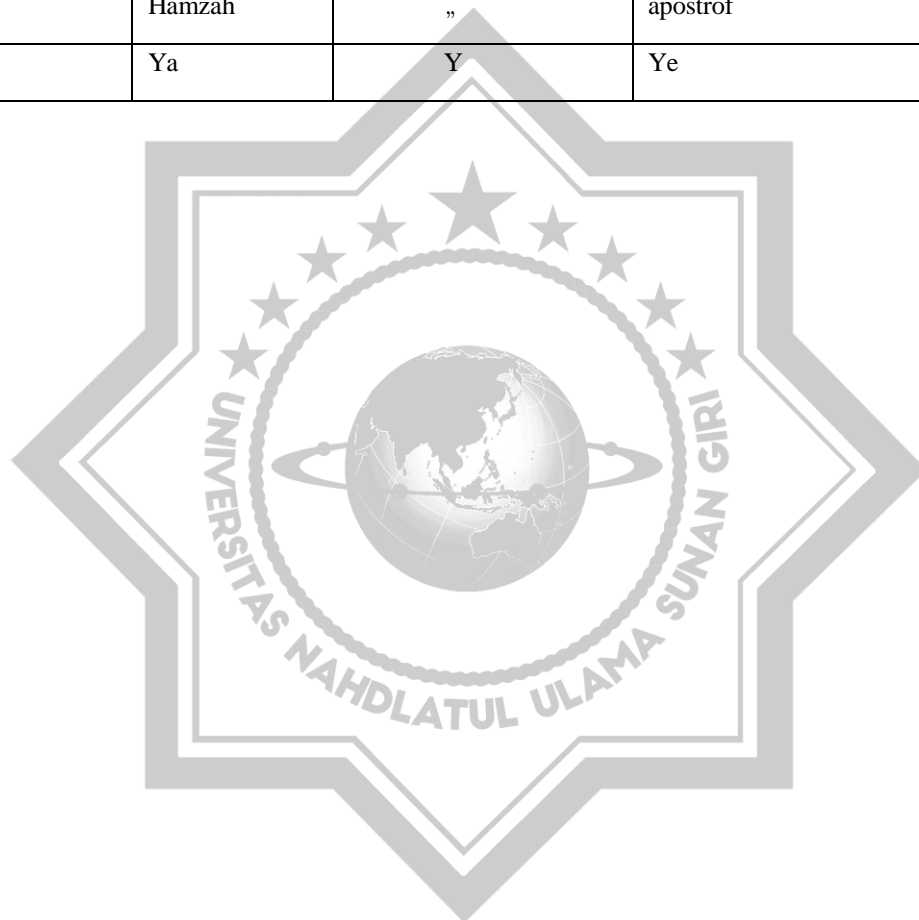 Hamzah „ apostrof
Ya Y Ye
UNIVERSITAS NAHDLATUL ULAMA SUNAN GIRI